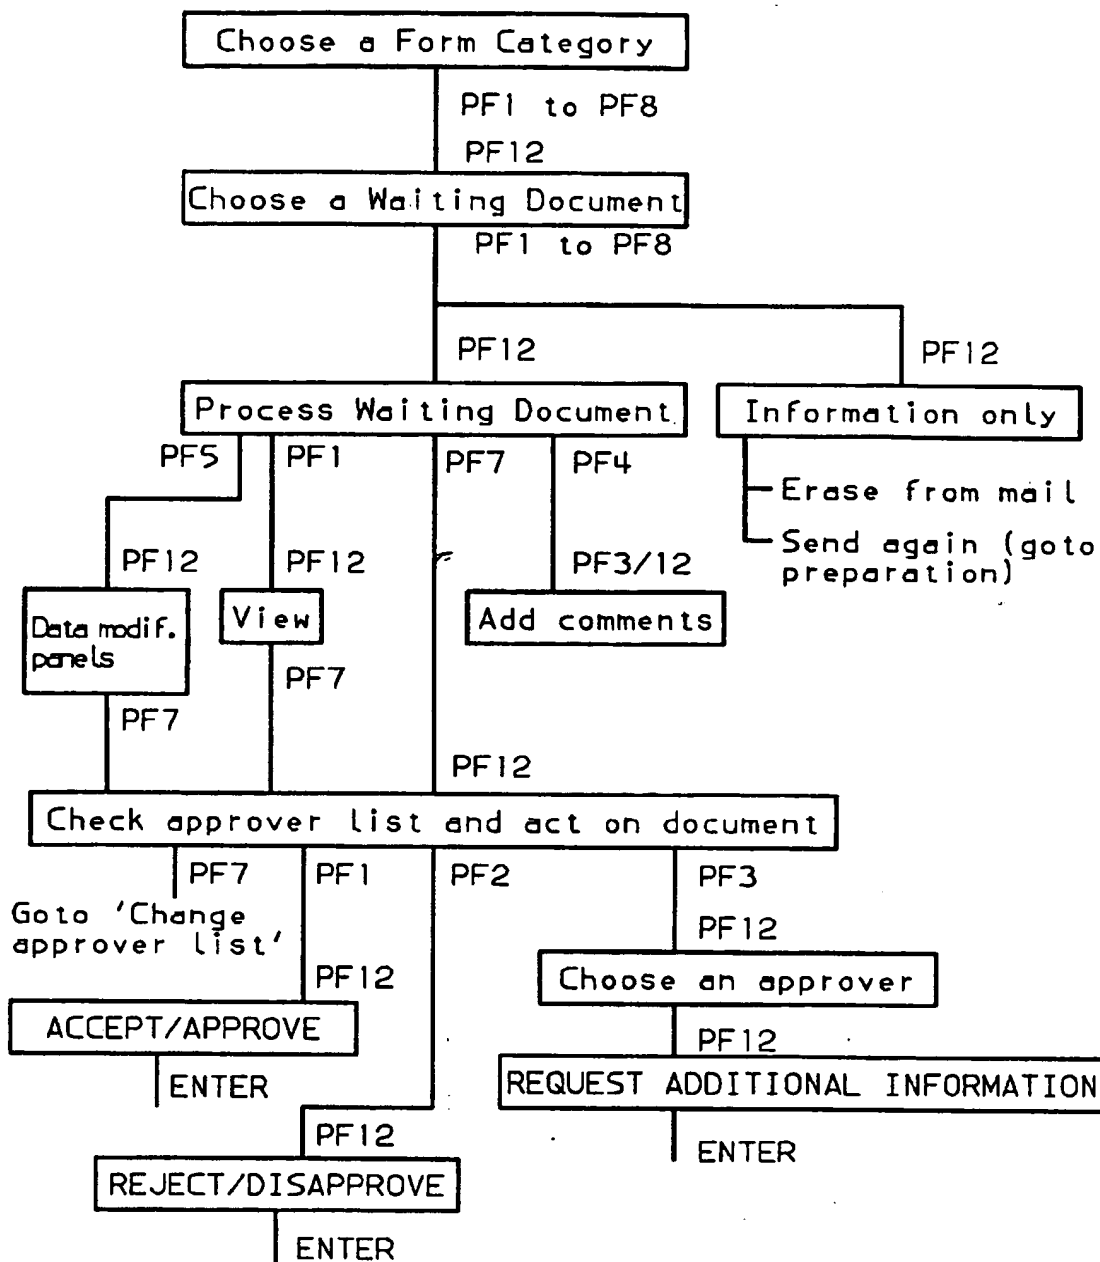 Choose a Form Category
PF1 to PF8
PF12
Choose a Waiting Document
PF1 to PF8
PF12
PF12
Process Waiting Document
Information only
PF5
PF1
PF7
PF4
Erase from mail
Send again (goto
preparation)
PF12
PF12
PF3/12
Data modif.
panels
View
Add comments
PF7
PF7
PF12
Check approver list and act on document
PF7
PF1
PF2
PF3
Goto 'Change
approver list'
PF12
Choose an approver
PF12
ACCEPT/APPROVE
PF12
ENTER
REQUEST ADDITIONAL INFORMATION
PF12
ENTER
REJECT/DISAPPROVE
ENTER